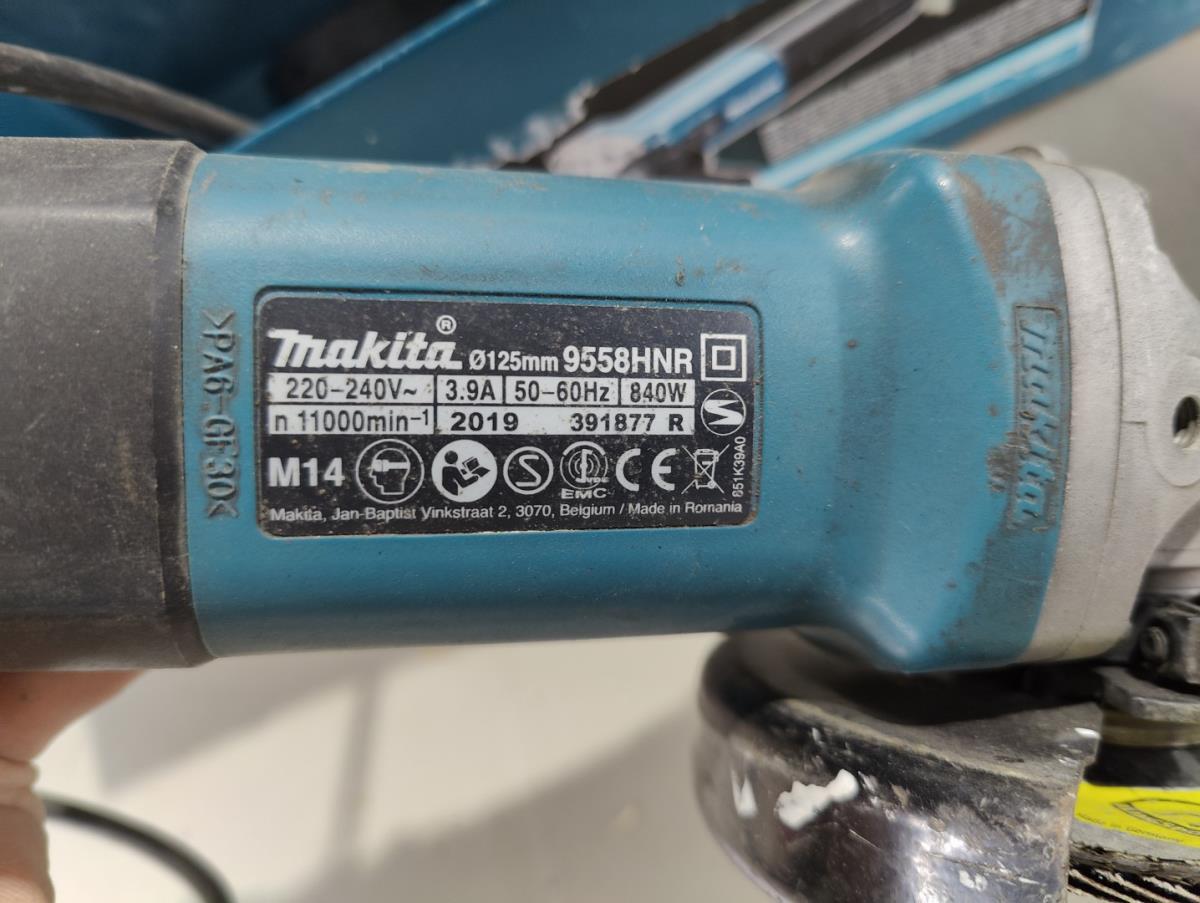 makita® Ø125mm 9558HNR
220-240V~ 3.9A 50-60Hz 840W
n 11000min-1 2019 391877 R
M14 EMC CE
651K39A0
Makita, Jan-Baptist Vinkstraat 2, 3070, Belgium / Made in Romania
>PA6-GF30<
makita